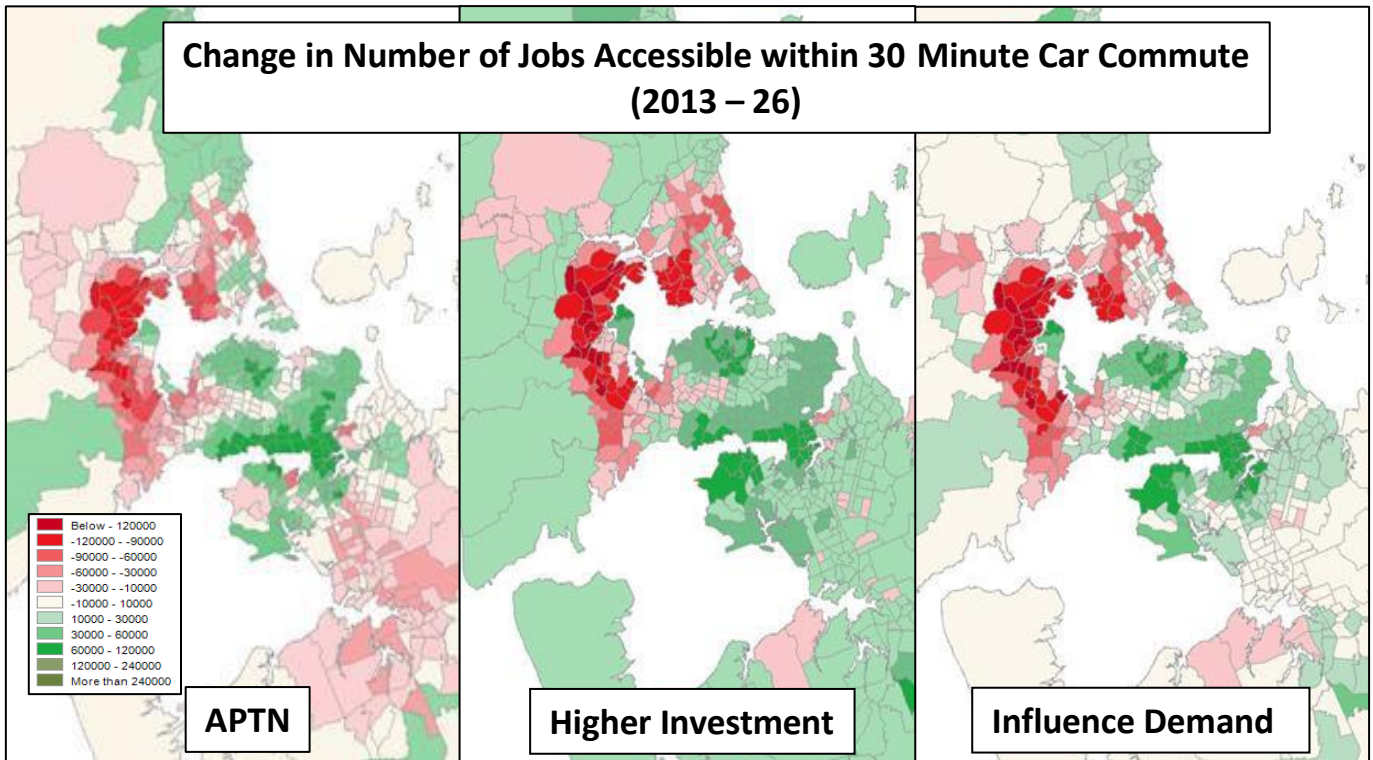 Change in Number of Jobs Accessible within 30 Minute Car Commute
(2013 – 26)
Below - 120000
-120000 - -90000
-90000 - -60000
-60000 - -30000
-30000 - -10000
-10000 - 10000
10000 - 30000
30000 - 60000
60000 - 120000
120000 - 240000
More than 240000
APTN
Higher Investment
Influence Demand